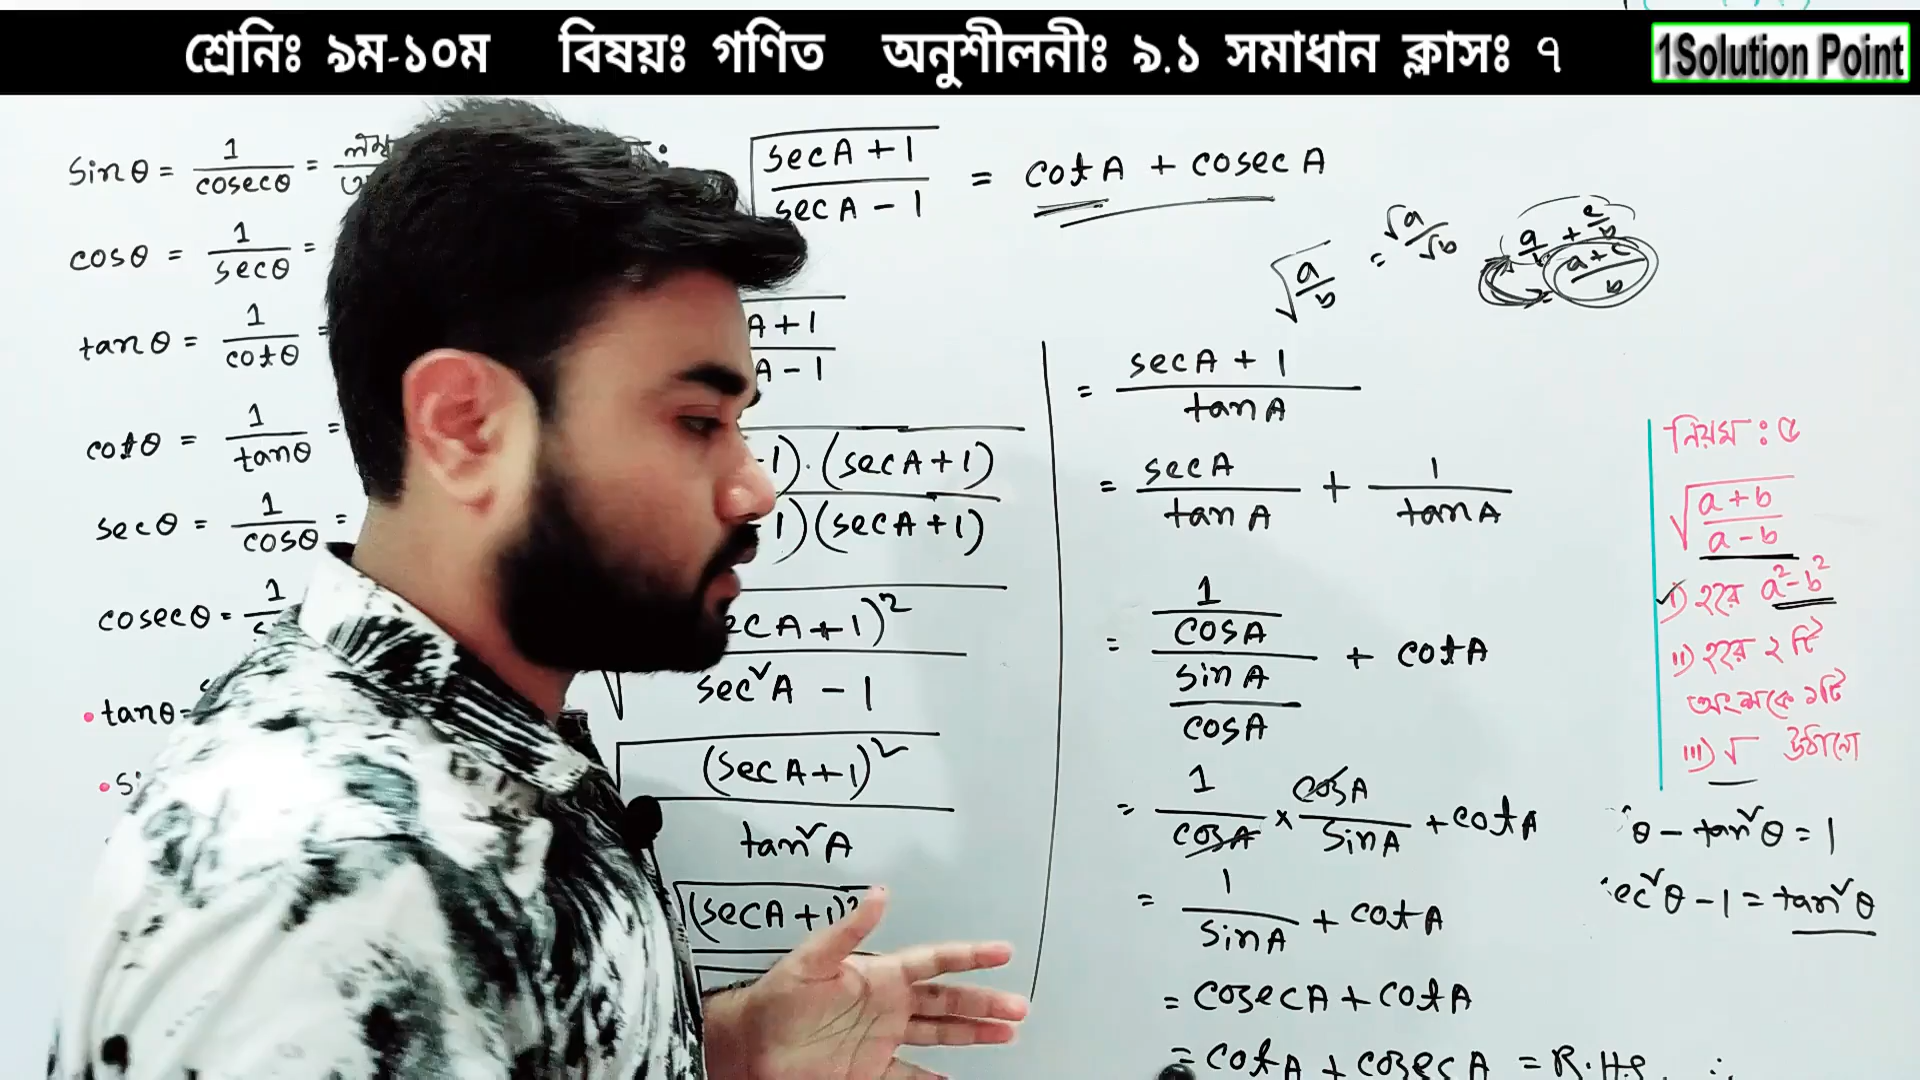 শ্রেনিঃ ৯ম-১০ম বিষয়ঃ গণিত অনুশীলনীঃ ৯.১ সমাধান ক্লাসঃ ৭
1Solution Point
sinθ = 1/cosecθ =
cosθ = 1/secθ =
tanθ = 1/cotθ =
cotθ = 1/tanθ =
secθ = 1/cosθ =
cosecθ = 1/
• tanθ =
√(secA + 1)/(secA - 1) = cotA + cosecA
A+1
A-1
-1).(secA+1)
1)(secA+1)
ecA+1)²
sec²A - 1
(secA+1)²
tan²A
√(secA+1)²
√a/b = √a/√b
a/b + c/b
= a+c/b
= secA + 1/tanA
= secA/tanA + 1/tanA
= 1/cosA / sinA/cosA + cotA
= 1/cosA × cosA/sinA + cotA
= 1/sinA + cotA
= cosecA + cotA
= cotA + cosecA = R.H.S.
নিয়ম : ৫
√(a+b)/(a-b)
i) হরে a²-b²
ii) হরে ২ টি
অংশকে ১টি
iii) √ উঠানো
θ - tan²θ = 1
ec²θ - 1 = tan²θ